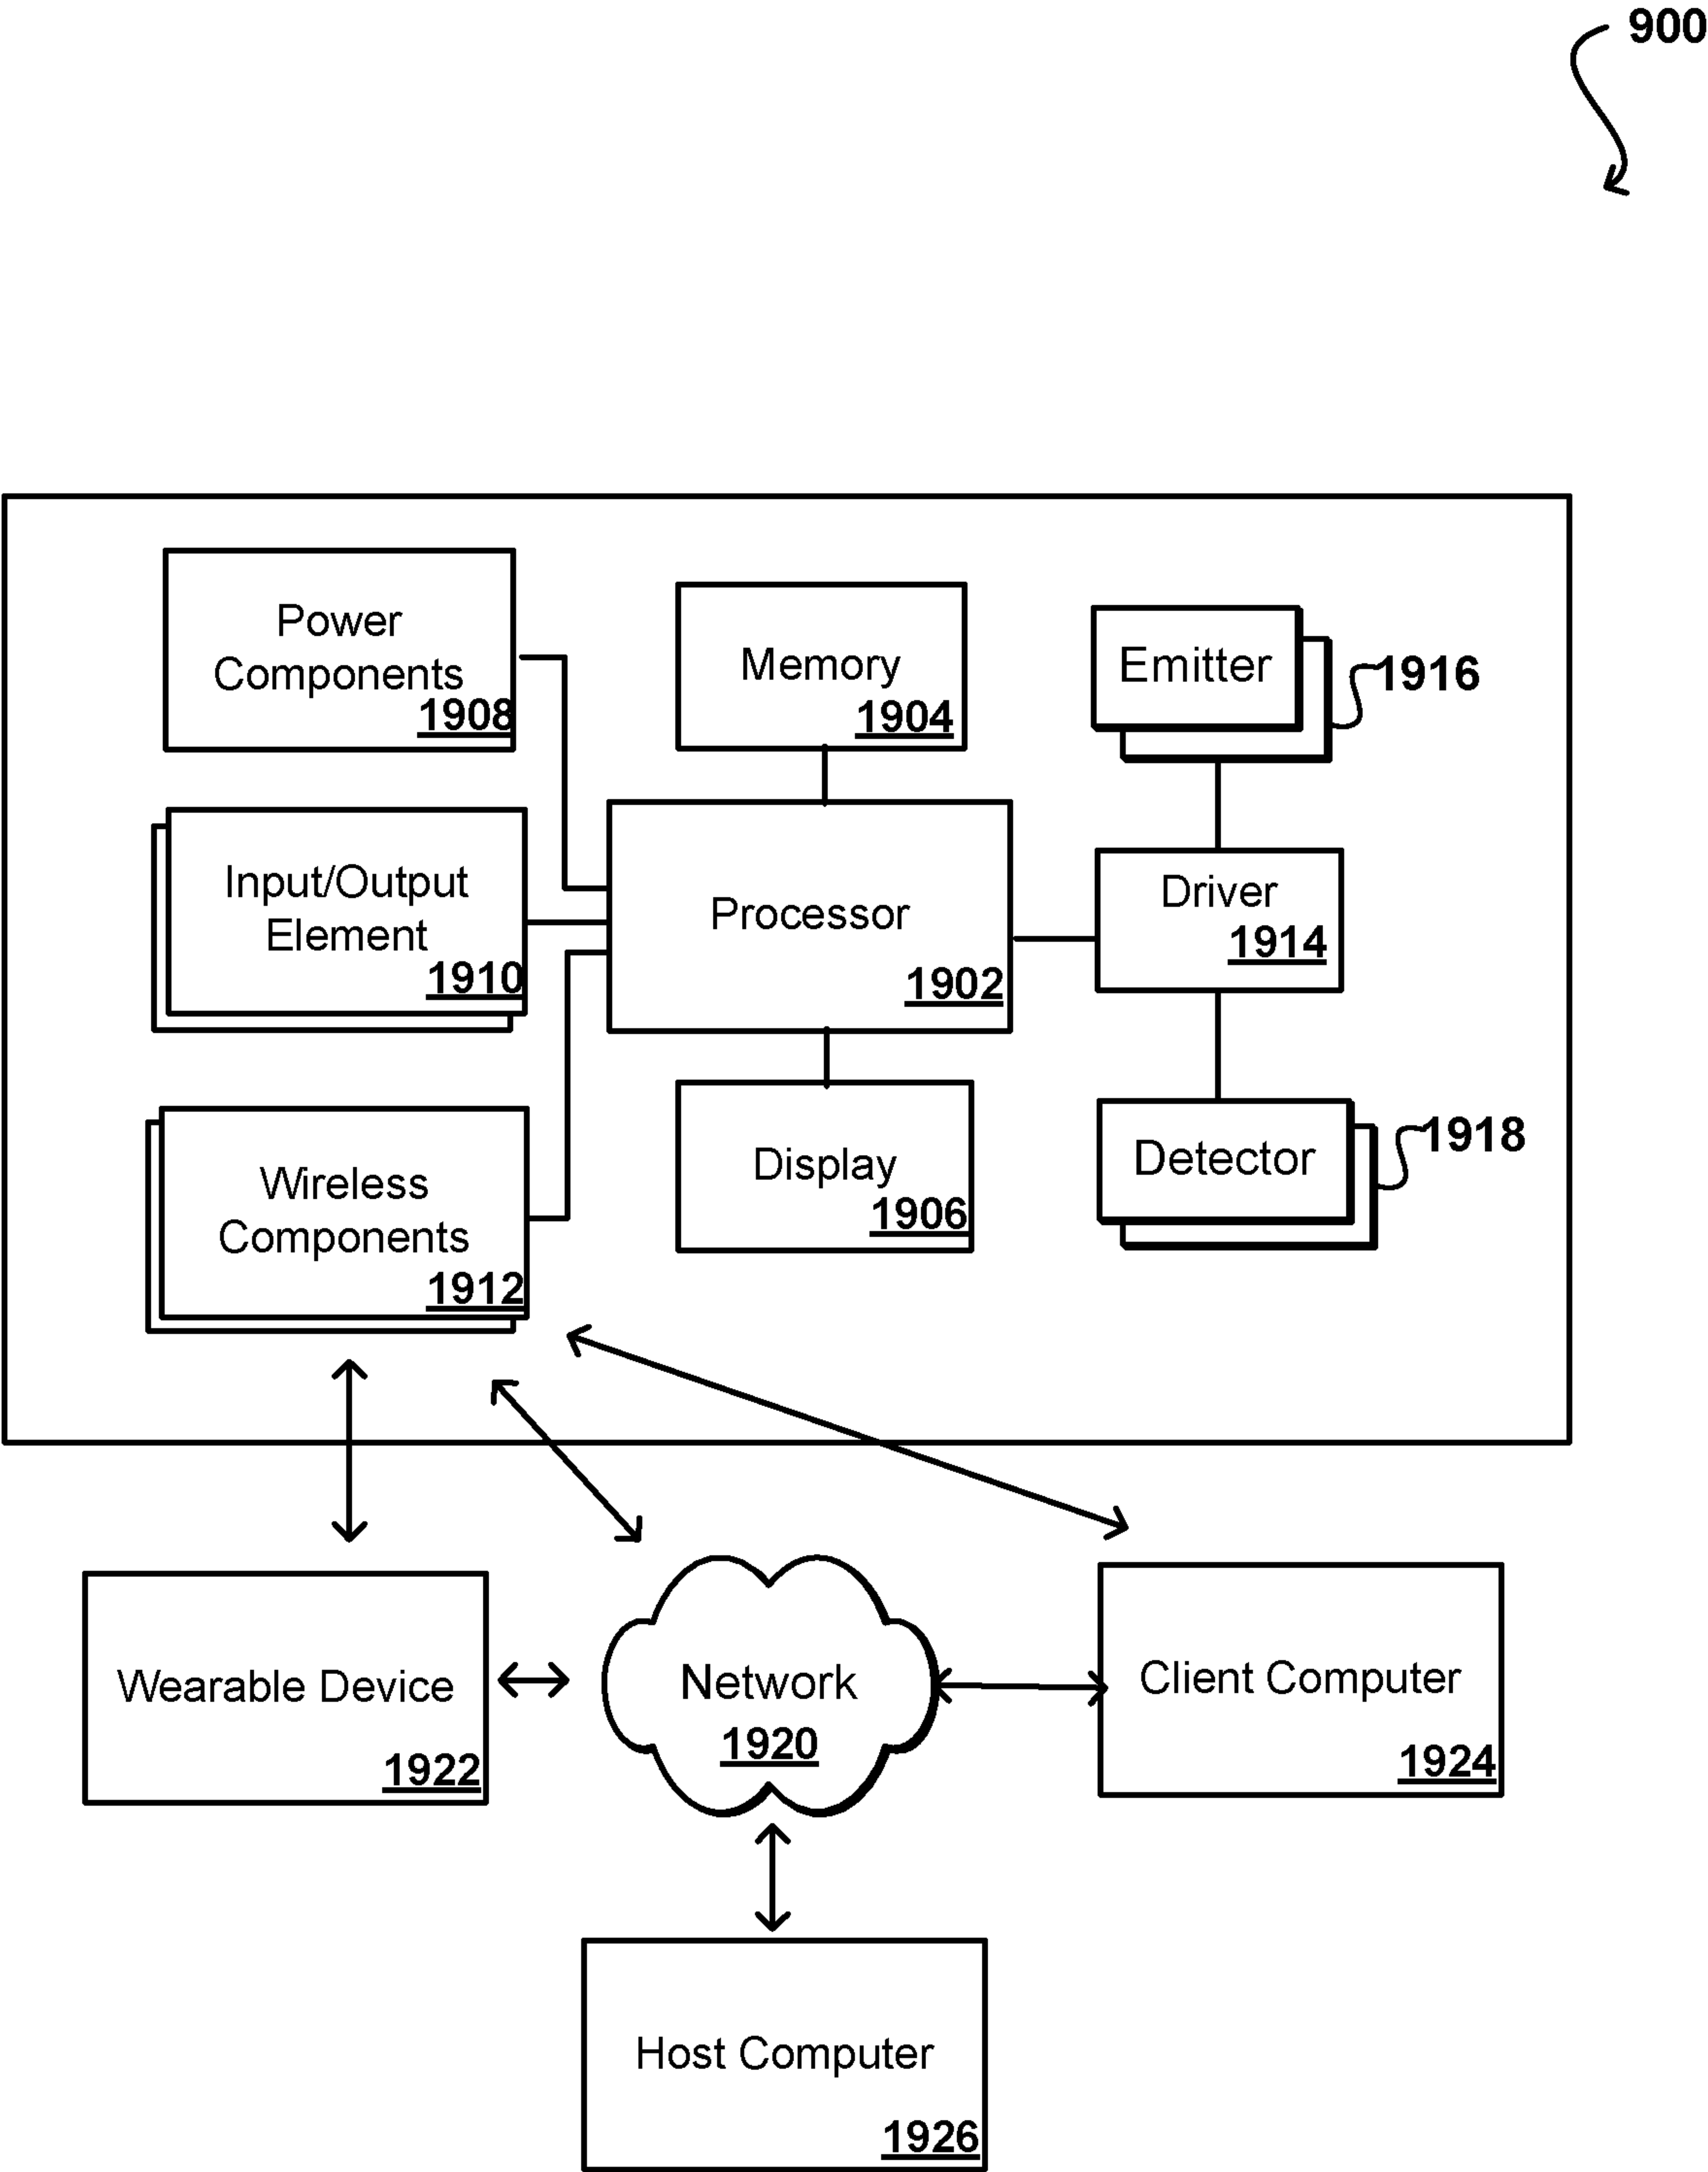 900
Power
Components
1908
Memory
1904
Emitter
1916
Input/Output
Element
1910
Processor
1902
Driver
1914
Wireless
Components
1912
Display
1906
Detector
1918
Wearable Device
1922
Network
1920
Client Computer
1924
Host Computer
1926